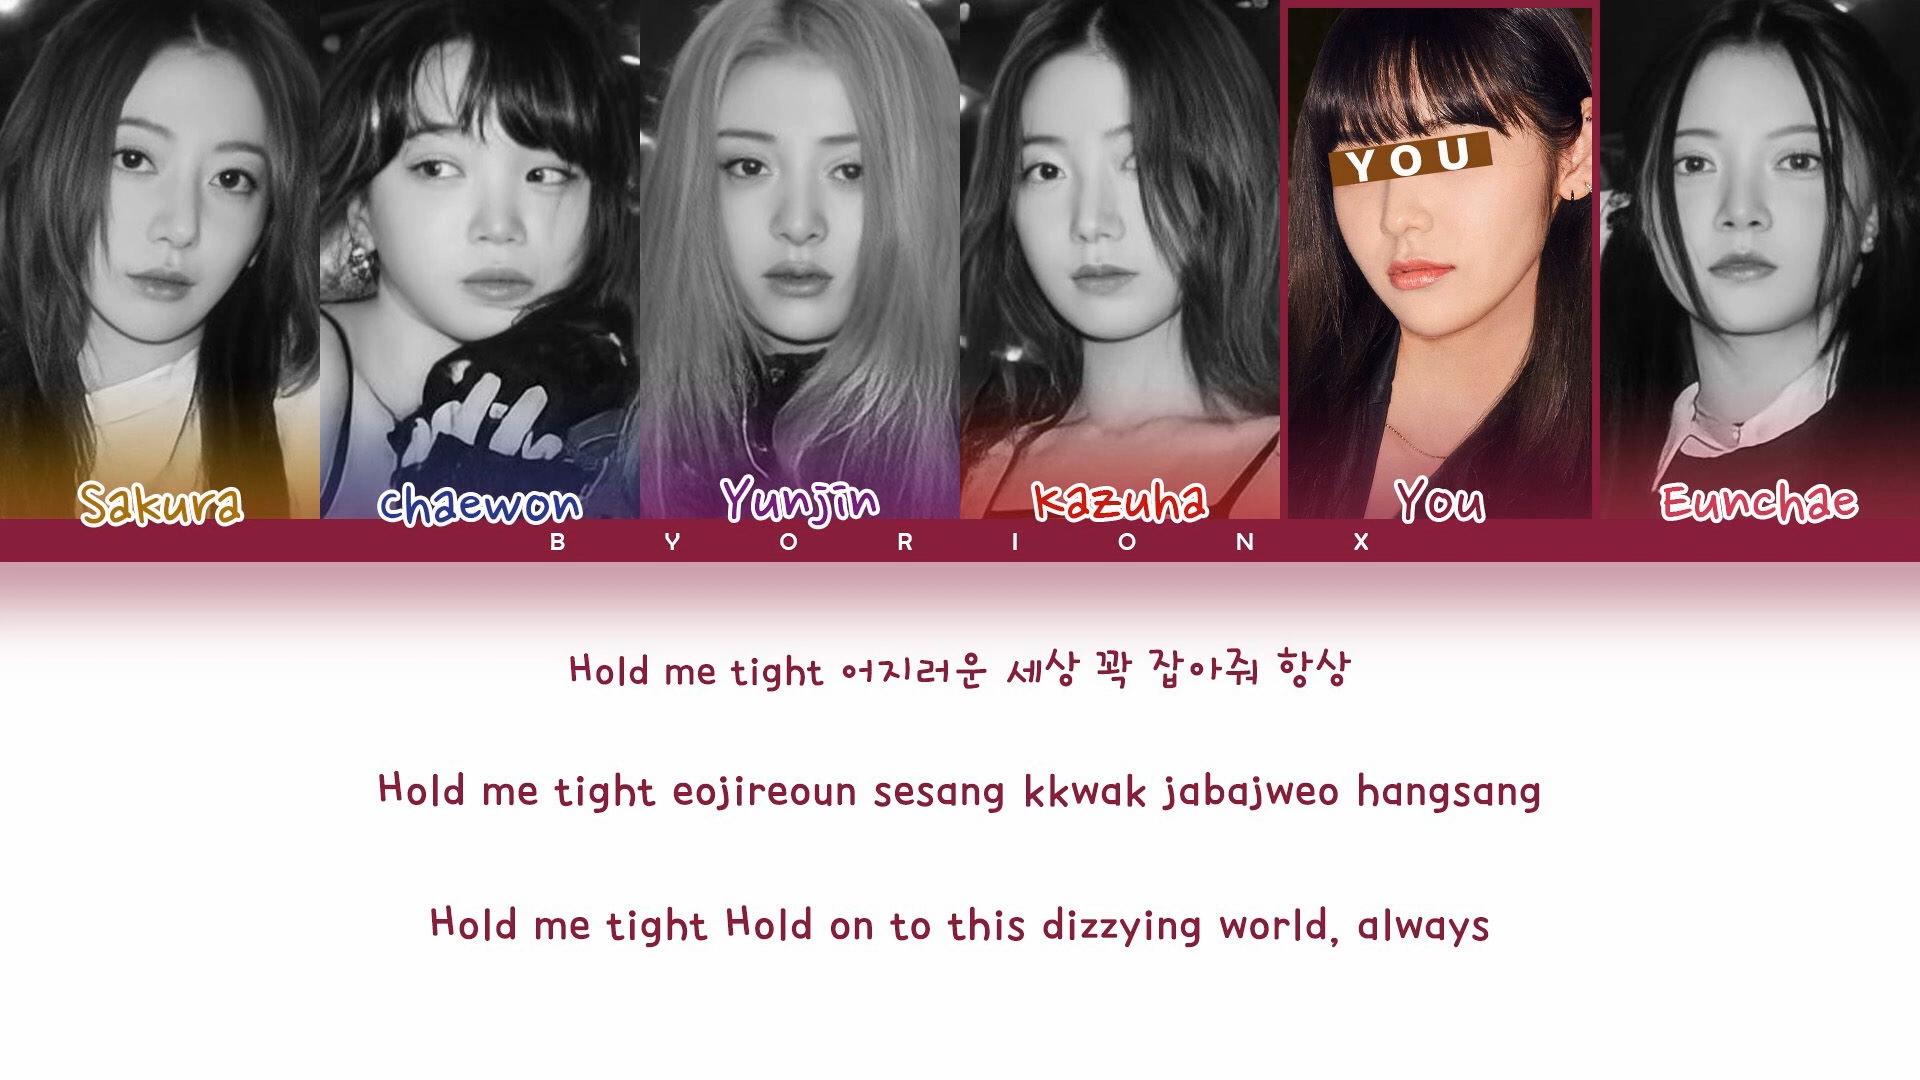 YOU
Sakura
chaewon
Yunjin
kazuha
You
Eunchae
B Y O R I O N X
Hold me tight 어지러운 세상 꽉 잡아줘 항상
Hold me tight eojireoun sesang kkwak jabajweo hangsang
Hold me tight Hold on to this dizzying world, always